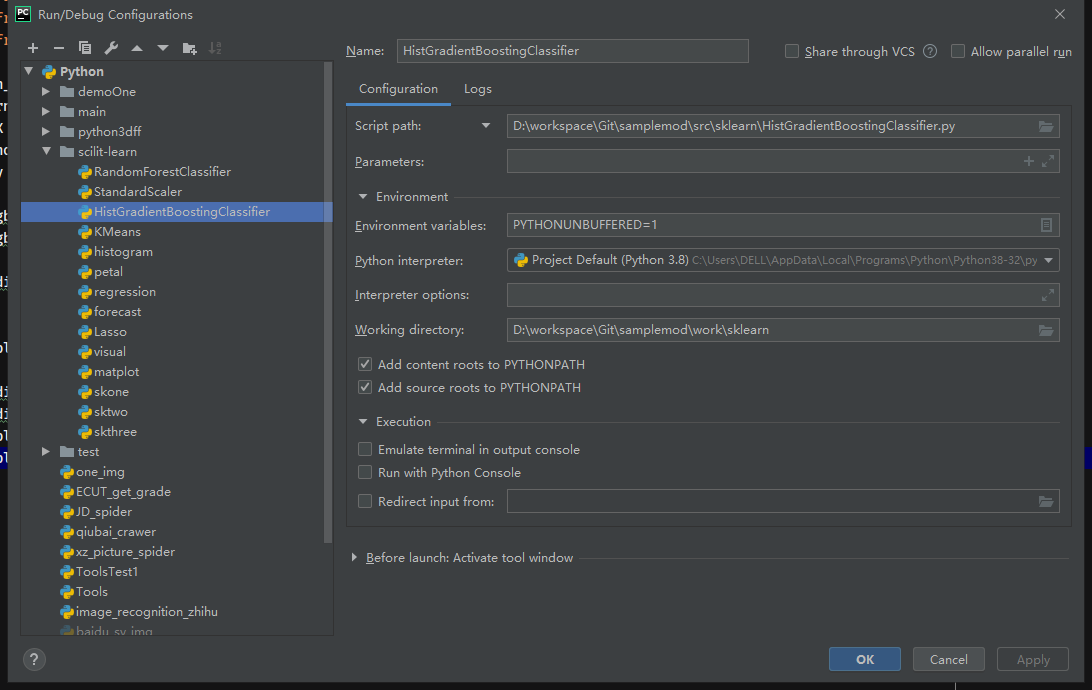 PC Run/Debug Configurations
Name: HistGradientBoostingClassifier Share through VCS ? Allow parallel run
Python
demoOne
main
python3dff
scilit-learn
RandomForestClassifier
StandardScaler
HistGradientBoostingClassifier
KMeans
histogram
petal
regression
forecast
Lasso
visual
matplot
skone
sktwo
skthree
test
one_img
ECUT_get_grade
JD_spider
qiubai_crawer
xz_picture_spider
ToolsTest1
Tools
image_recognition_zhihu
baidu_sy_img
Configuration Logs
Script path: D:\workspace\Git\samplemod\src\sklearn\HistGradientBoostingClassifier.py
Parameters:
Environment
Environment variables: PYTHONUNBUFFERED=1
Python interpreter: Project Default (Python 3.8) C:\Users\DELL\AppData\Local\Programs\Python\Python38-32\py
Interpreter options:
Working directory: D:\workspace\Git\samplemod\work\sklearn
Add content roots to PYTHONPATH
Add source roots to PYTHONPATH
Execution
Emulate terminal in output console
Run with Python Console
Redirect input from:
Before launch: Activate tool window
? OK Cancel Apply